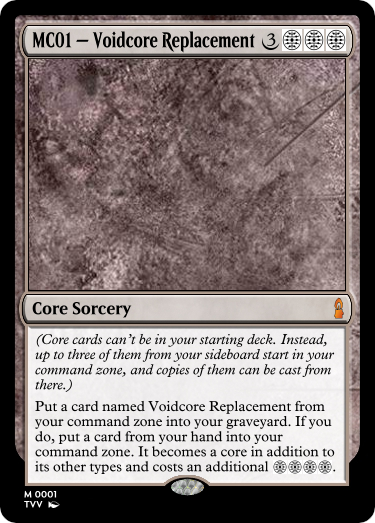 MC01 – Voidcore Replacement 3
Core Sorcery
(Core cards can't be in your starting deck. Instead,
up to three of them from your sideboard start in your
command zone, and copies of them can be cast from
there.)
Put a card named Voidcore Replacement from
your command zone into your graveyard. If you
do, put a card from your hand into your
command zone. It becomes a core in addition to
its other types and costs an additional .
M 0001
TVV